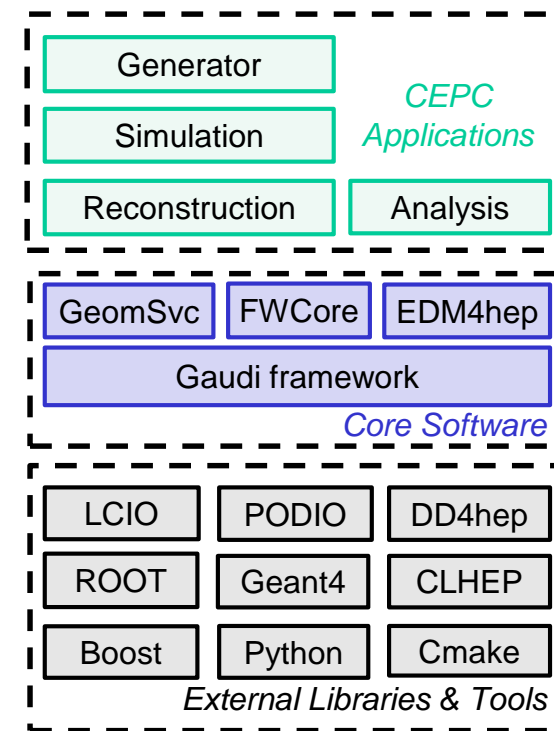 Generator
CEPC
Applications
Simulation
Reconstruction
Analysis
GeomSvc
FWCore
EDM4hep
Gaudi framework
Core Software
LCIO
PODIO
DD4hep
ROOT
Geant4
CLHEP
Boost
Python
Cmake
External Libraries & Tools